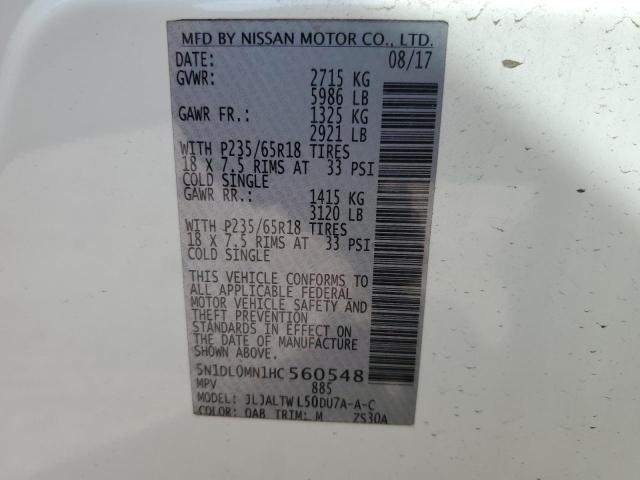 MFD BY NISSAN MOTOR CO., LTD.
DATE: 08/17
GVWR: 2715 KG
5986 LB
GAWR FR.: 1325 KG
2921 LB
WITH P235/65R18 TIRES
18 X 7.5 RIMS AT 33 PSI
COLD SINGLE
GAWR RR.: 1415 KG
3120 LB
WITH P235/65R18 TIRES
18 X 7.5 RIMS AT 33 PSI
COLD SINGLE
THIS VEHICLE CONFORMS TO
ALL APPLICABLE FEDERAL
MOTOR VEHICLE SAFETY AND
THEFT PREVENTION
STANDARDS IN EFFECT ON
THE DATE OF MANUFACTURE
SHOWN ABOVE.
5N1DL0MN1HC560548
MPV 885
MODEL: JLJALTWL50DU7A-A-C
COLOR: QAB TRIM: M ZS30A